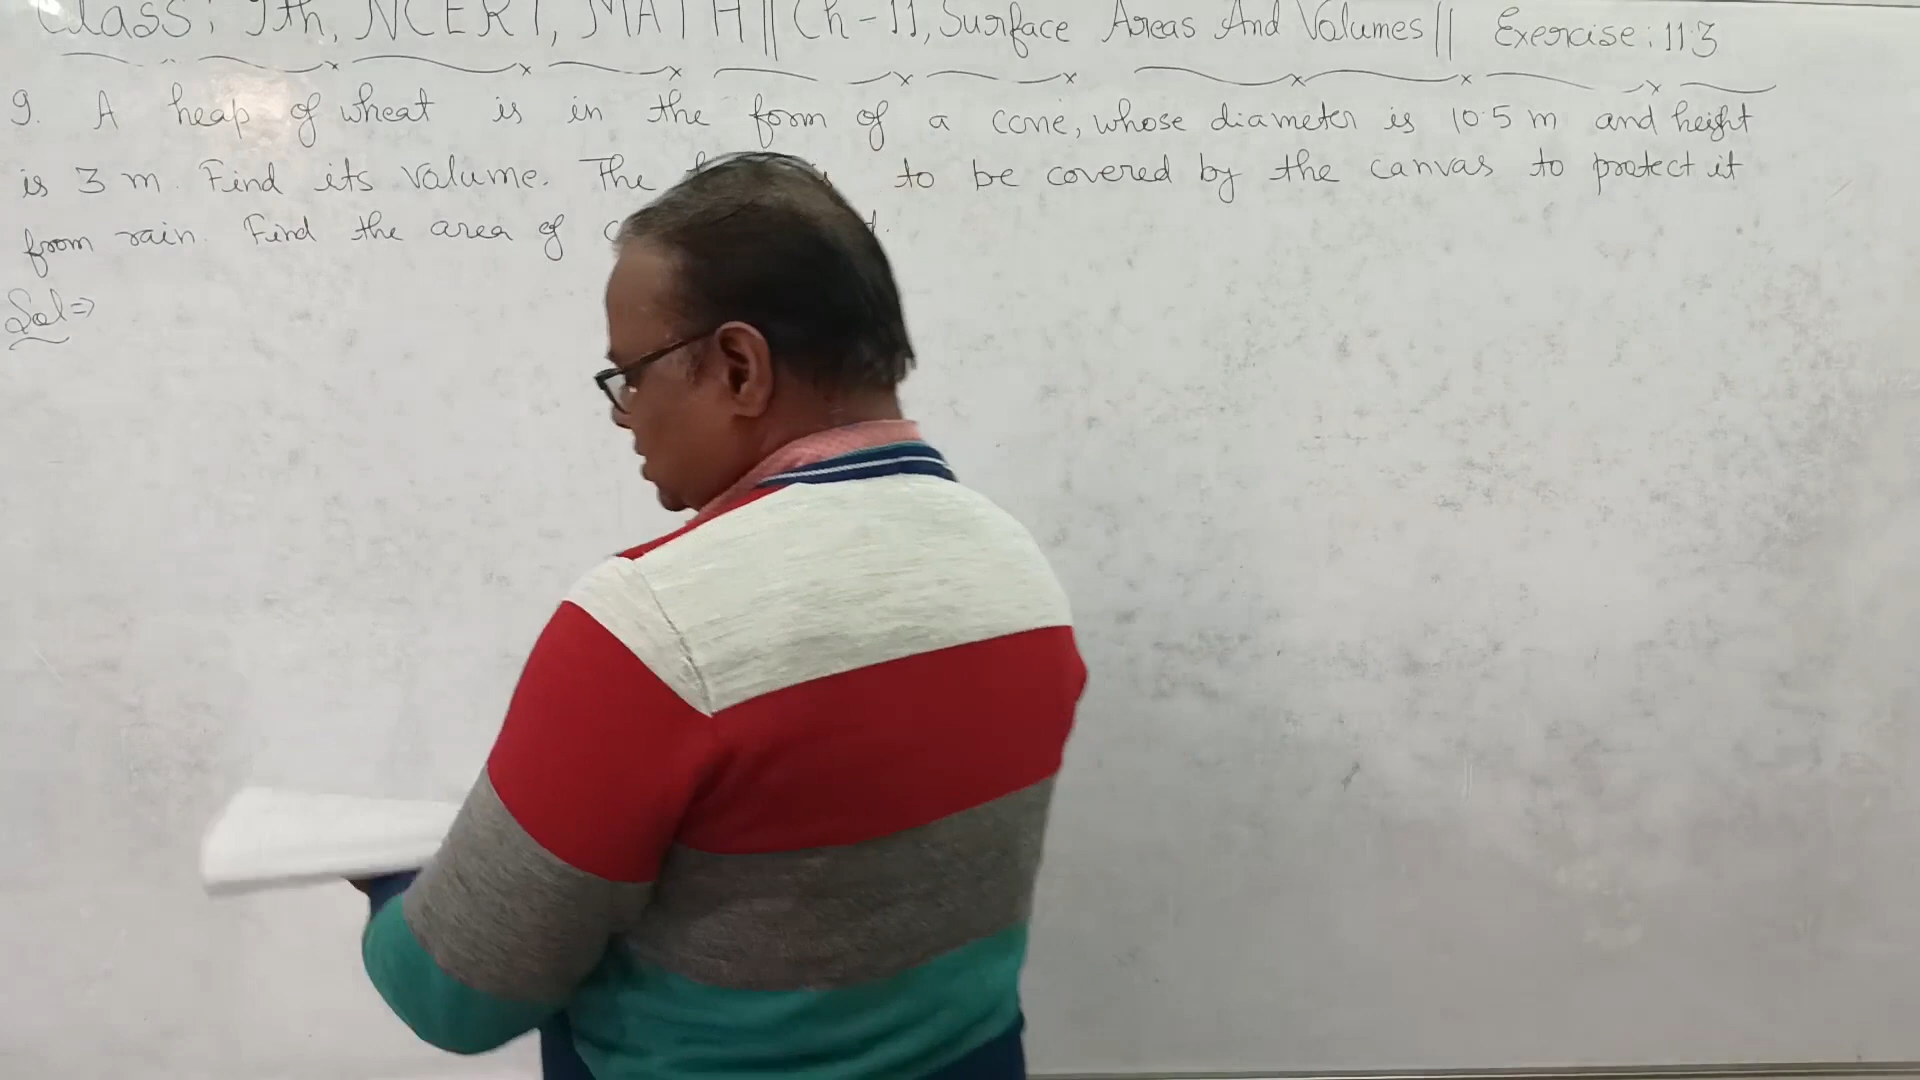 Class: 9th, NCERT, MATH || Ch-11, Surface Areas And Volumes || Exercise: 11.3
9. A heap of wheat is in the form of a cone, whose diameter is 10.5 m and height
is 3 m. Find its valume. The to be covered by the canvas to protect it
from rain. Find the area of
Sol⇒